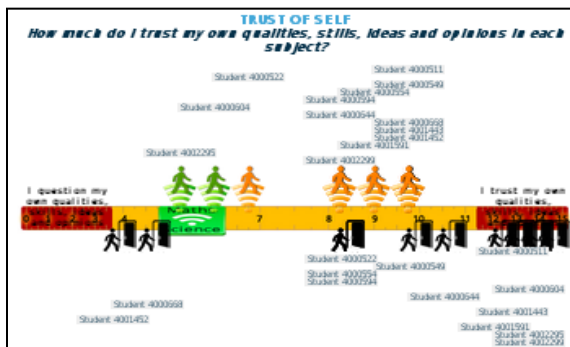 TRUST OF SELF
How much do I trust my own qualities, stills, ideas and opinions in each
subject?
Student 4000511
Student 4000522
Student 4000549
Student 4000554
Student 4000594
Student 4000604
Student 4000644
Student 4000668
Student 4001443
Student 4001452
Student 4001591
Student 4002295
Student 4002299
I question my
own qualities,
I trust my own
qualities,
0 2 4 7 8 9 10 11
Science
Student 4000511
Student 4000522
Student 4000549
Student 4000554
Student 4000594
Student 4000604
Student 4000644
Student 4000668
Student 4001443
Student 4001452
Student 4001591
Student 4002295
Student 4002299